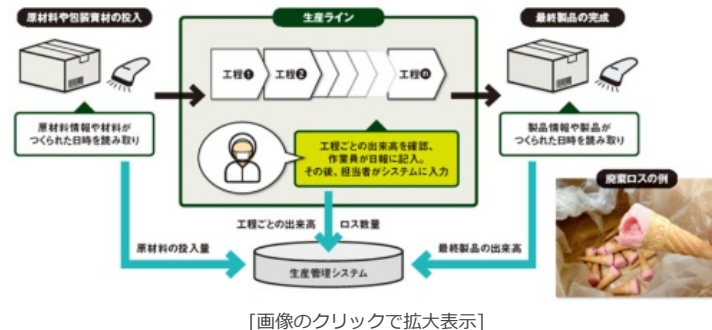 原材料や包装資材の投入
生産ライン
最終製品の完成
工程❶
工程❷
工程n
原材料情報や材料が
つくられた日時を読み取り
工程ごとの出来高を確認、
作業員が日報に記入。
その後、担当者がシステムに入力
製品情報や製品が
つくられた日時を読み取り
廃棄ロスの例
工程ごとの出来高
ロス数量
原材料の投入量
最終製品の出来高
生産管理システム
[画像のクリックで拡大表示]